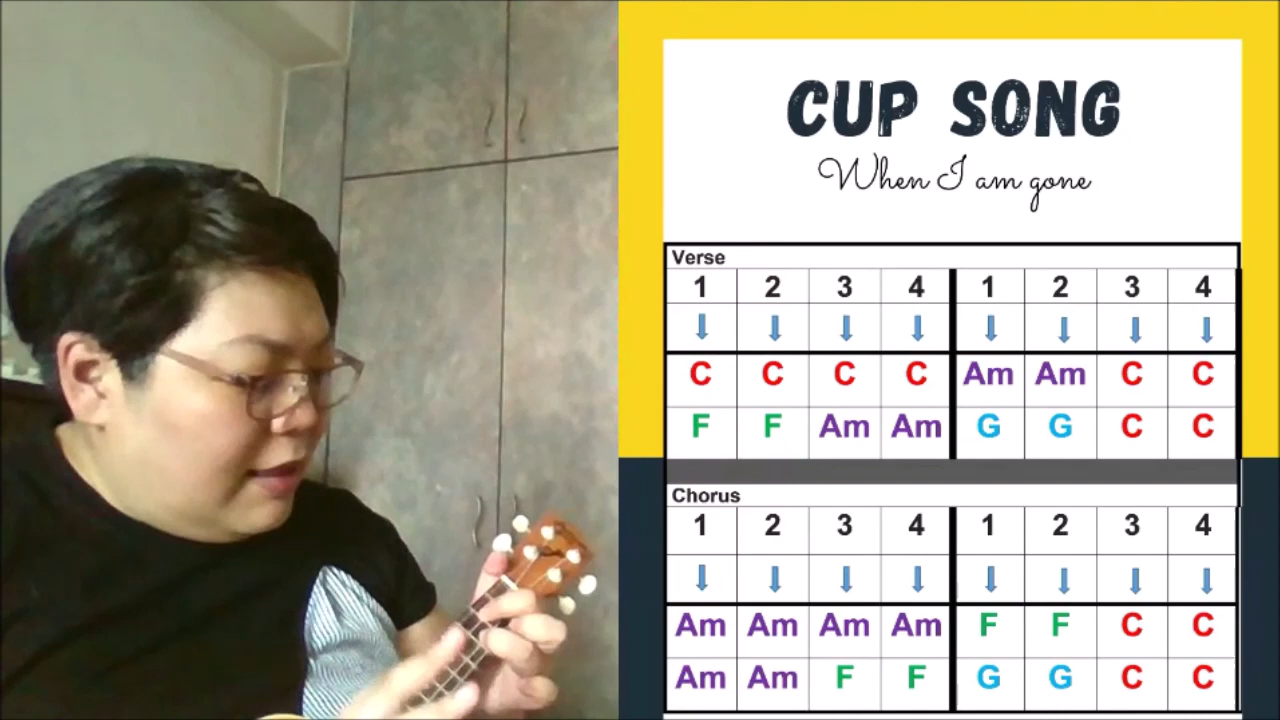 CUP SONG
When I am gone
Verse
1 2 3 4 1 2 3 4
C C C C Am Am C C
F F Am Am G G C C
Chorus
1 2 3 4 1 2 3 4
Am Am Am Am F F C C
Am Am F F G G C C